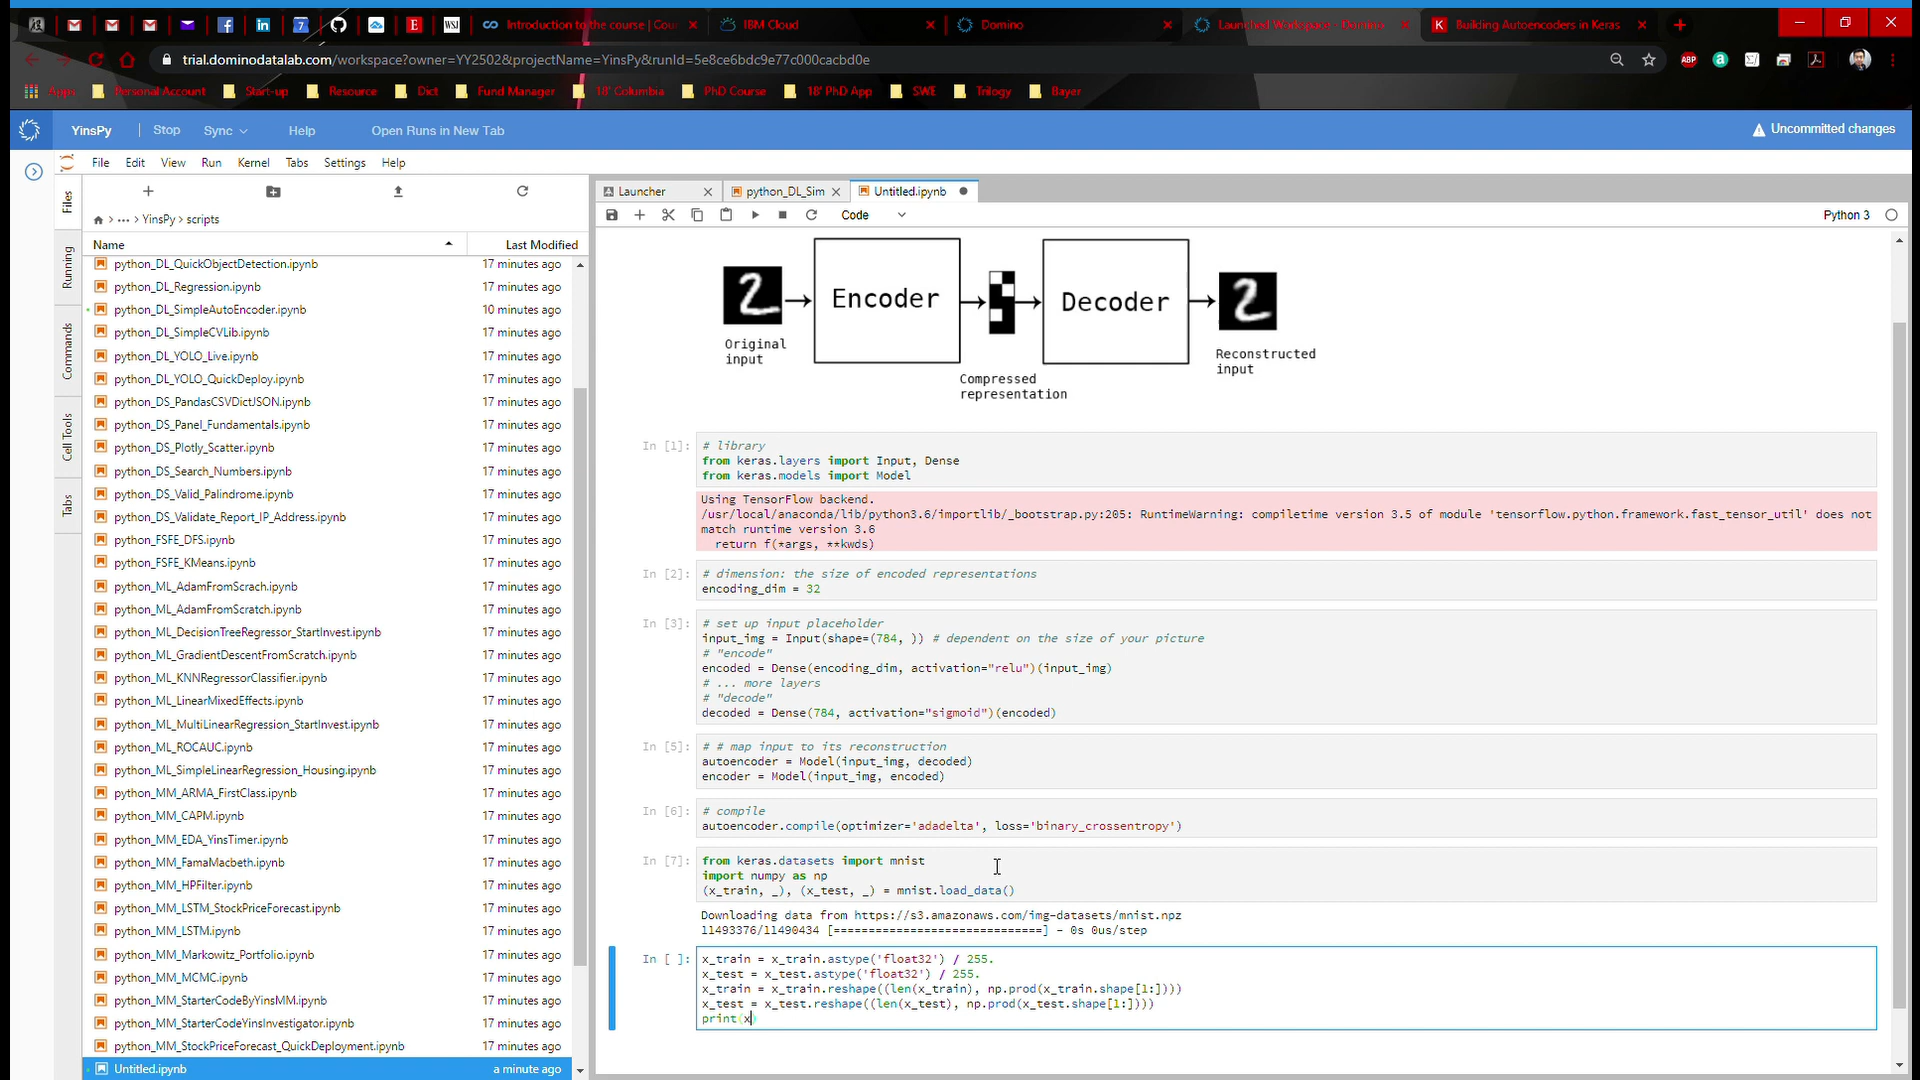 Introduction to the course | Cou
IBM Cloud
Domino
Launched Workspace - Domino
Building Autoencoders in Keras
trial.dominodatalab.com/workspace?owner=YY2502&projectName=YinsPy&runId=5e8ce6bdc9e77c000cacbd0e
Apps
Personal Account
Start-up
Resource
Dict
Fund Manager
18' Columbia
PhD Course
18' PhD App
SWE
Trilogy
Bayer
YinsPy
Stop
Sync
Help
Open Runs in New Tab
Uncommitted changes
File Edit View Run Kernel Tabs Settings Help
Files
Running
Commands
Cell Tools
Tabs
YinsPy > scripts
Name Last Modified
python_DL_QuickObjectDetection.ipynb 17 minutes ago
python_DL_Regression.ipynb 17 minutes ago
python_DL_SimpleAutoEncoder.ipynb 10 minutes ago
python_DL_SimpleCVLib.ipynb 17 minutes ago
python_DL_YOLO_Live.ipynb 17 minutes ago
python_DL_YOLO_QuickDeploy.ipynb 17 minutes ago
python_DS_PandasCSVDictJSON.ipynb 17 minutes ago
python_DS_Panel_Fundamentals.ipynb 17 minutes ago
python_DS_Plotly_Scatter.ipynb 17 minutes ago
python_DS_Search_Numbers.ipynb 17 minutes ago
python_DS_Valid_Palindrome.ipynb 17 minutes ago
python_DS_Validate_Report_IP_Address.ipynb 17 minutes ago
python_FSFE_DFS.ipynb 17 minutes ago
python_FSFE_KMeans.ipynb 17 minutes ago
python_ML_AdamFromScrach.ipynb 17 minutes ago
python_ML_AdamFromScratch.ipynb 17 minutes ago
python_ML_DecisionTreeRegressor_StartInvest.ipynb 17 minutes ago
python_ML_GradientDescentFromScratch.ipynb 17 minutes ago
python_ML_KNNRegressorClassifier.ipynb 17 minutes ago
python_ML_LinearMixedEffects.ipynb 17 minutes ago
python_ML_MultiLinearRegression_StartInvest.ipynb 17 minutes ago
python_ML_ROCAUC.ipynb 17 minutes ago
python_ML_SimpleLinearRegression_Housing.ipynb 17 minutes ago
python_MM_ARMA_FirstClass.ipynb 17 minutes ago
python_MM_CAPM.ipynb 17 minutes ago
python_MM_EDA_YinsTimer.ipynb 17 minutes ago
python_MM_FamaMacbeth.ipynb 17 minutes ago
python_MM_HPFilter.ipynb 17 minutes ago
python_MM_LSTM_StockPriceForecast.ipynb 17 minutes ago
python_MM_LSTM.ipynb 17 minutes ago
python_MM_Markowitz_Portfolio.ipynb 17 minutes ago
python_MM_MCMC.ipynb 17 minutes ago
python_MM_StarterCodeByYinsMM.ipynb 17 minutes ago
python_MM_StarterCodeYinsInvestigator.ipynb 17 minutes ago
python_MM_StockPriceForecast_QuickDeployment.ipynb 17 minutes ago
Untitled.ipynb a minute ago
Launcher
python_DL_Sim
Untitled.ipynb
Code
Python 3
Original
input
Encoder
Compressed
representation
Decoder
Reconstructed
input
In [1]:
# library
from keras.layers import Input, Dense
from keras.models import Model
Using TensorFlow backend.
/usr/local/anaconda/lib/python3.6/importlib/_bootstrap.py:205: RuntimeWarning: compiletime version 3.5 of module 'tensorflow.python.framework.fast_tensor_util' does not
match runtime version 3.6
return f(*args, **kwds)
In [2]:
# dimension: the size of encoded representations
encoding_dim = 32
In [3]:
# set up input placeholder
input_img = Input(shape=(784, )) # dependent on the size of your picture
# "encode"
encoded = Dense(encoding_dim, activation="relu")(input_img)
# ... more layers
# "decode"
decoded = Dense(784, activation="sigmoid")(encoded)
In [5]:
# # map input to its reconstruction
autoencoder = Model(input_img, decoded)
encoder = Model(input_img, encoded)
In [6]:
# compile
autoencoder.compile(optimizer='adadelta', loss='binary_crossentropy')
In [7]:
from keras.datasets import mnist
import numpy as np
(x_train, _), (x_test, _) = mnist.load_data()
Downloading data from https://s3.amazonaws.com/img-datasets/mnist.npz
11493376/11490434 [==============================] - 0s 0us/step
In [ ]:
x_train = x_train.astype('float32') / 255.
x_test = x_test.astype('float32') / 255.
x_train = x_train.reshape((len(x_train), np.prod(x_train.shape[1:])))
x_test = x_test.reshape((len(x_test), np.prod(x_test.shape[1:])))
print(x)